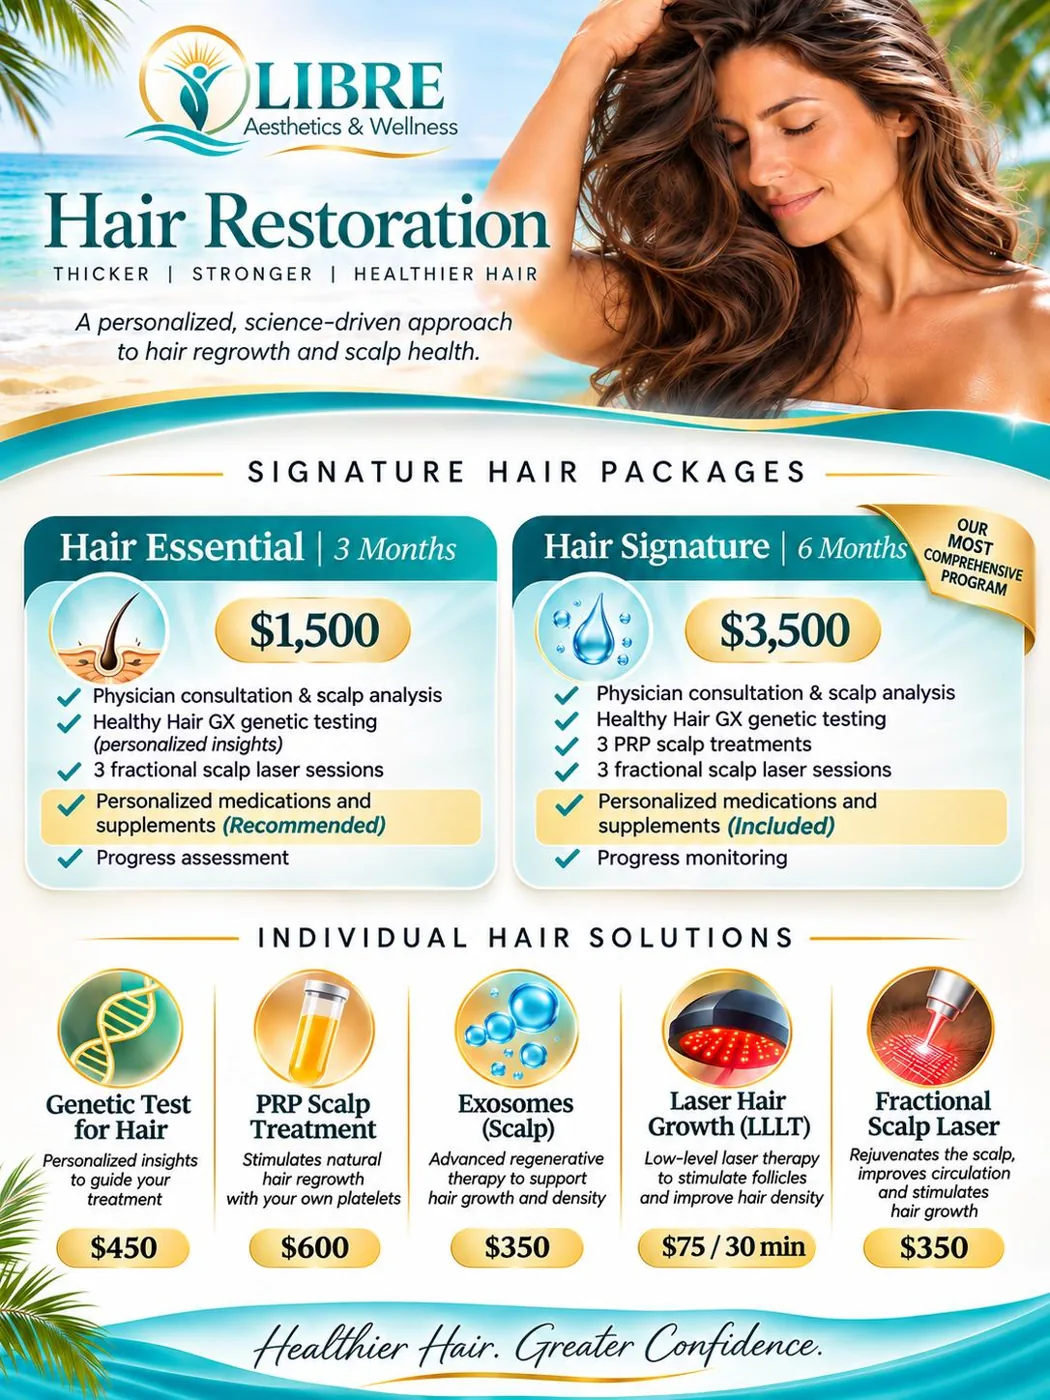 LIBRE
Aesthetics & Wellness
Hair Restoration
THICKER | STRONGER | HEALTHIER HAIR
A personalized, science-driven approach
to hair regrowth and scalp health.
SIGNATURE HAIR PACKAGES
Hair Essential | 3 Months
$1,500
Physician consultation & scalp analysis
Healthy Hair GX genetic testing
(personalized insights)
3 fractional scalp laser sessions
Personalized medications and
supplements (Recommended)
Progress assessment
Hair Signature | 6 Months
OUR
MOST
COMPREHENSIVE
PROGRAM
$3,500
Physician consultation & scalp analysis
Healthy Hair GX genetic testing
3 PRP scalp treatments
3 fractional scalp laser sessions
Personalized medications and
supplements (Included)
Progress monitoring
INDIVIDUAL HAIR SOLUTIONS
Genetic Test
for Hair
Personalized insights
to guide your
treatment
$450
PRP Scalp
Treatment
Stimulates natural
hair regrowth
with your own platelets
$600
Exosomes
(Scalp)
Advanced regenerative
therapy to support
hair growth and density
$350
Laser Hair
Growth (LLLT)
Low-level laser therapy
to stimulate follicles
and improve hair density
$75 / 30 min
Fractional
Scalp Laser
Rejuvenates the scalp,
improves circulation
and stimulates
hair growth
$350
Healthier Hair. Greater Confidence.